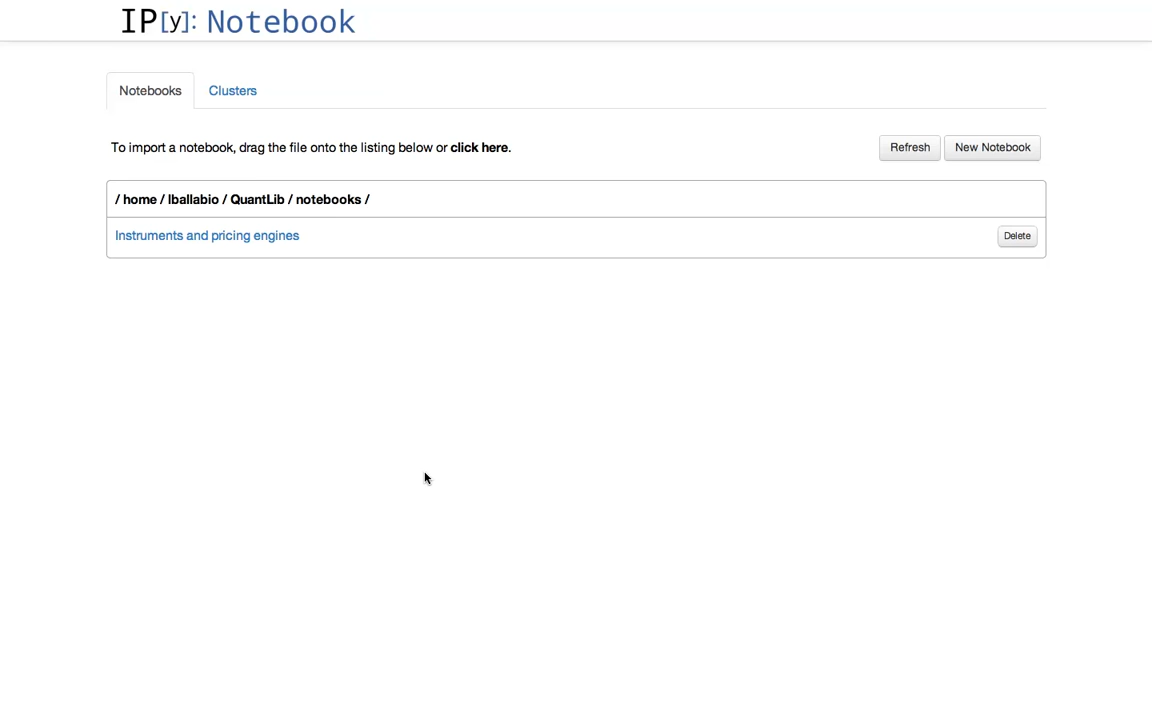 IP[y]: Notebook
Notebooks Clusters
To import a notebook, drag the file onto the listing below or click here. Refresh New Notebook
/ home / lballabio / QuantLib / notebooks /
Instruments and pricing engines Delete